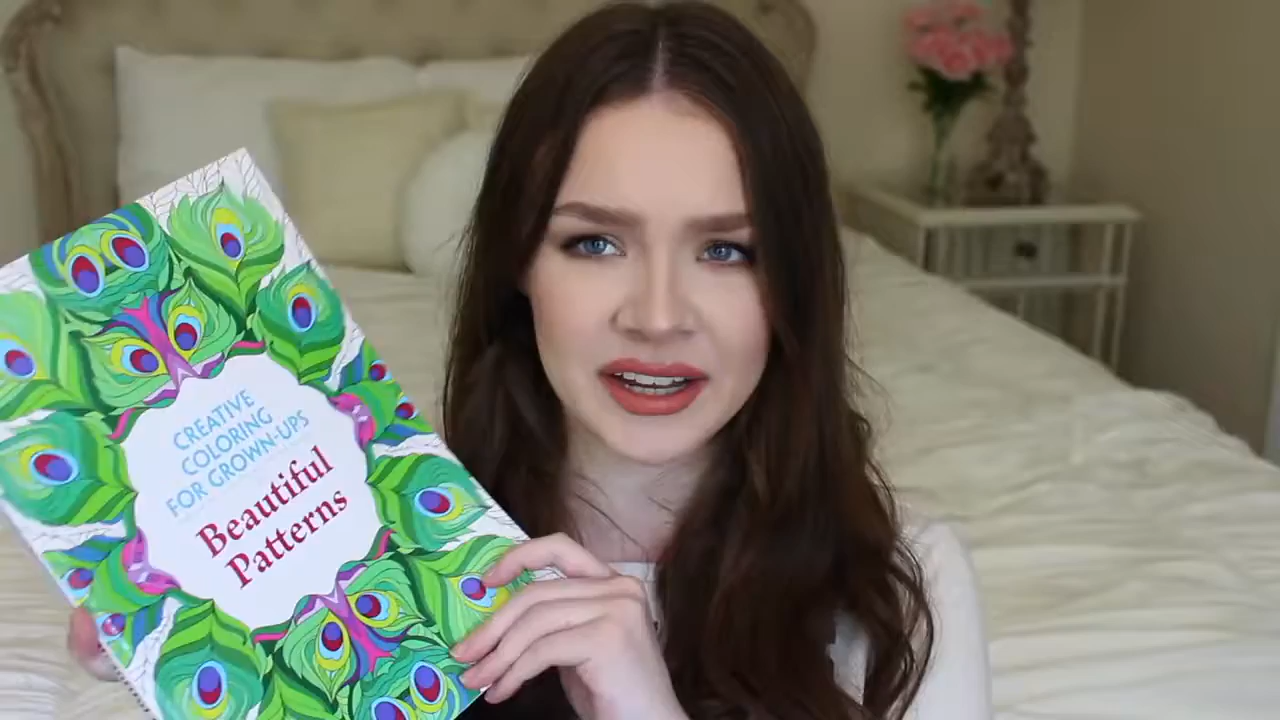 CREATIVE
COLORING
FOR GROWN-UPS
Beautiful
Patterns